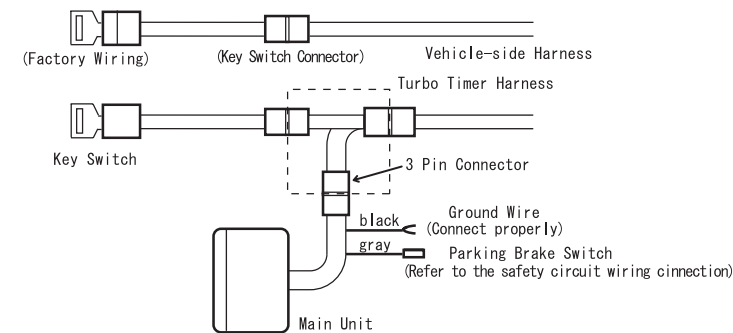 (Factory Wiring)
(Key Switch Connector)
Vehicle-side Harness
Turbo Timer Harness
Key Switch
3 Pin Connector
black
Ground Wire
(Connect properly)
gray
Parking Brake Switch
(Refer to the safety circuit wiring cinnection)
Main Unit